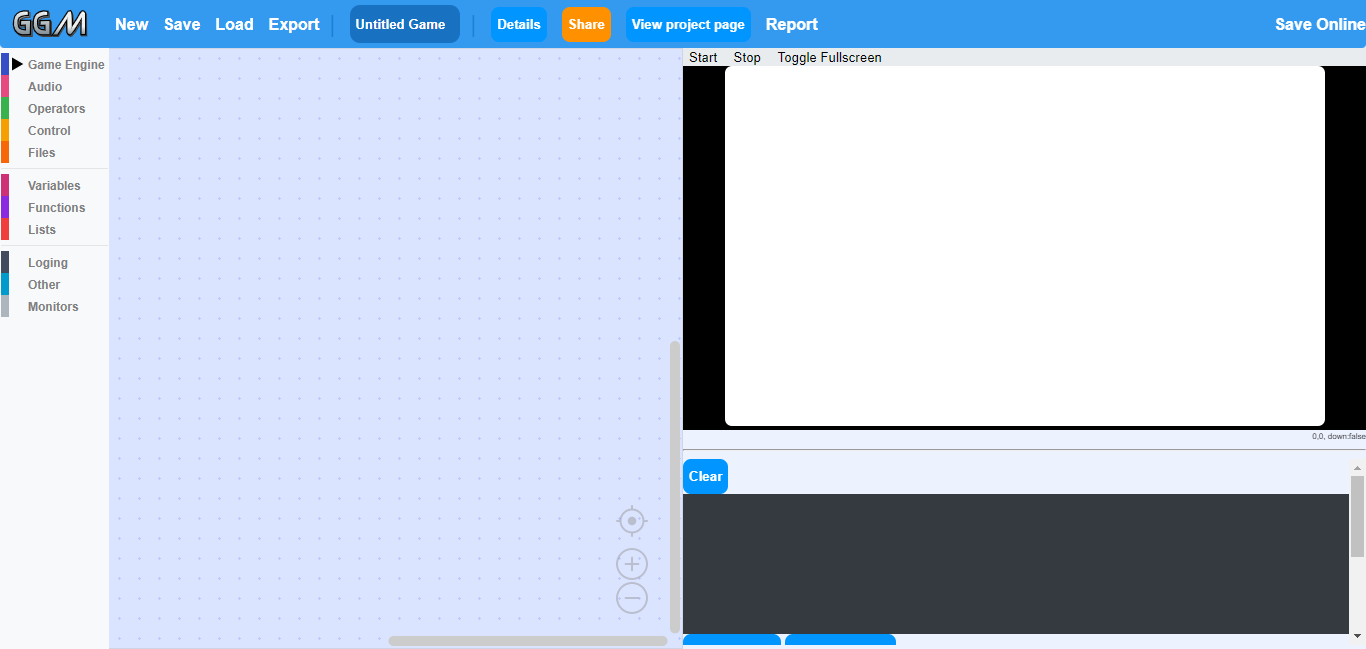 GGM New Save Load Export Untitled Game Details Share View project page Report Save Online
Game Engine
Audio
Operators
Control
Files
Variables
Functions
Lists
Loging
Other
Monitors
Start Stop Toggle Fullscreen
0,0, down:false
Clear